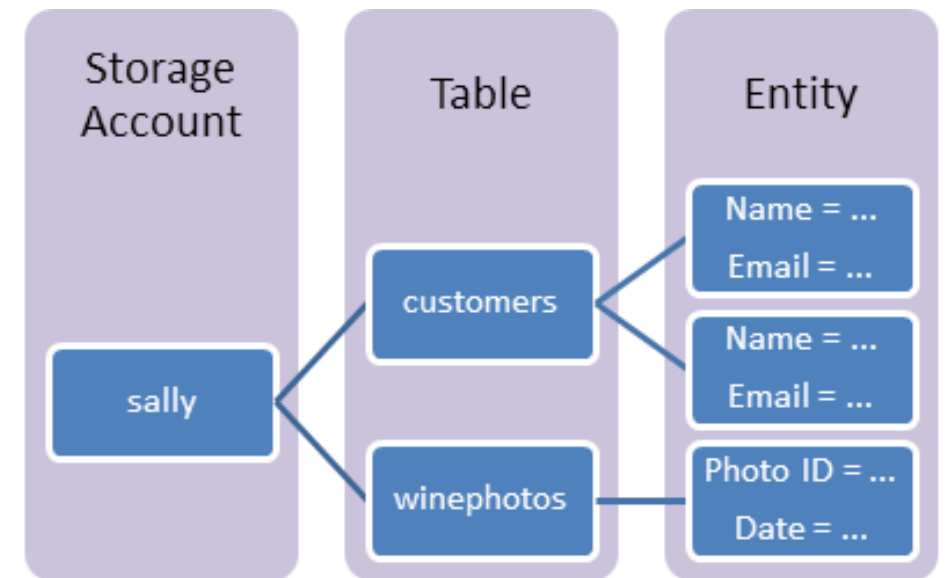 Storage
Account
Table
Entity
sally
customers
winephotos
Name = ...
Email = ...
Name = ...
Email = ...
Photo ID = ...
Date = ...